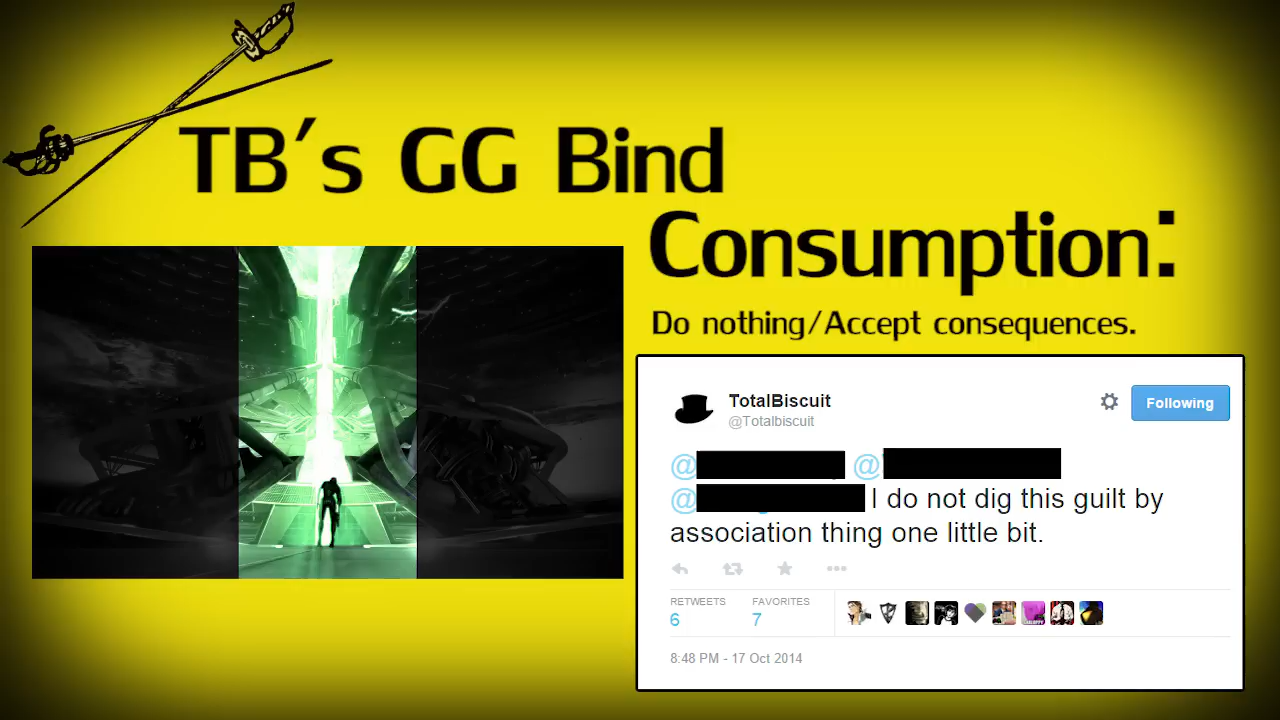 TB's GG Bind
Consumption:
Do nothing/Accept consequences.
TotalBiscuit
@Totalbiscuit
Following
@ @
@ I do not dig this guilt by
association thing one little bit.
RETWEETS FAVORITES
6 7
8:48 PM - 17 Oct 2014